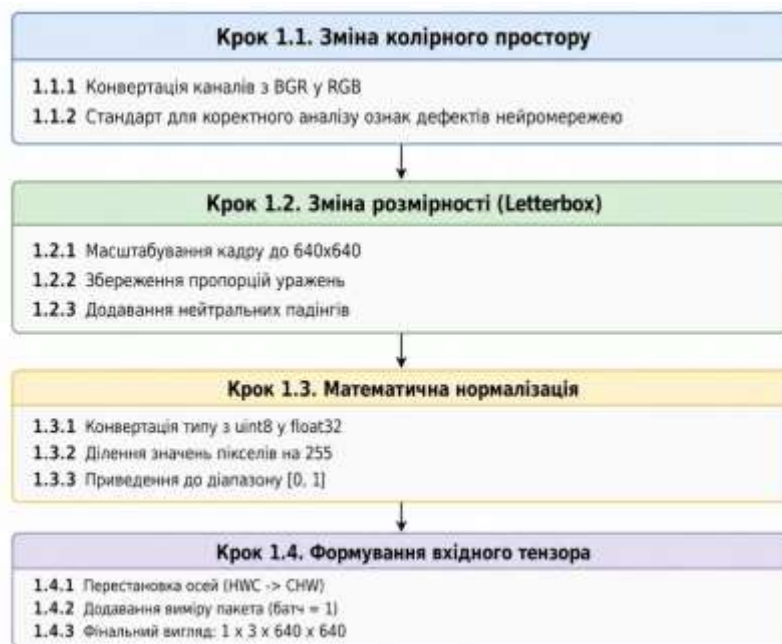 Крок 1.1. Зміна колірного простору
1.1.1 Конвертація каналів з BGR у RGB
1.1.2 Стандарт для коректного аналізу ознак дефектів нейромережею
Крок 1.2. Зміна розмірності (Letterbox)
1.2.1 Масштабування кадру до 640x640
1.2.2 Збереження пропорцій уражень
1.2.3 Додавання нейтральних падінгів
Крок 1.3. Математична нормалізація
1.3.1 Конвертація типу з uint8 у float32
1.3.2 Ділення значень пікселів на 255
1.3.3 Приведення до діапазону [0, 1]
Крок 1.4. Формування вхідного тензора
1.4.1 Перестановка осей (HWC -> CHW)
1.4.2 Додавання виміру пакета (батч = 1)
1.4.3 Фінальний вигляд: 1 x 3 x 640 x 640